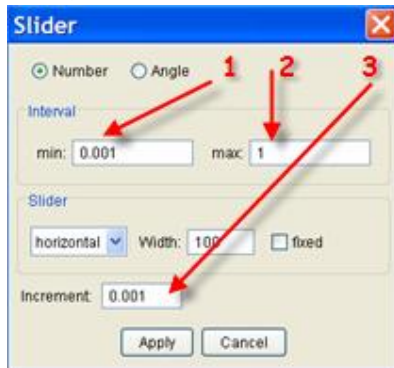 Slider
Number Angle 1 2 3
Interval
min: 0.001 max: 1
Slider
horizontal Width: 100 fixed
Increment: 0.001
Apply Cancel